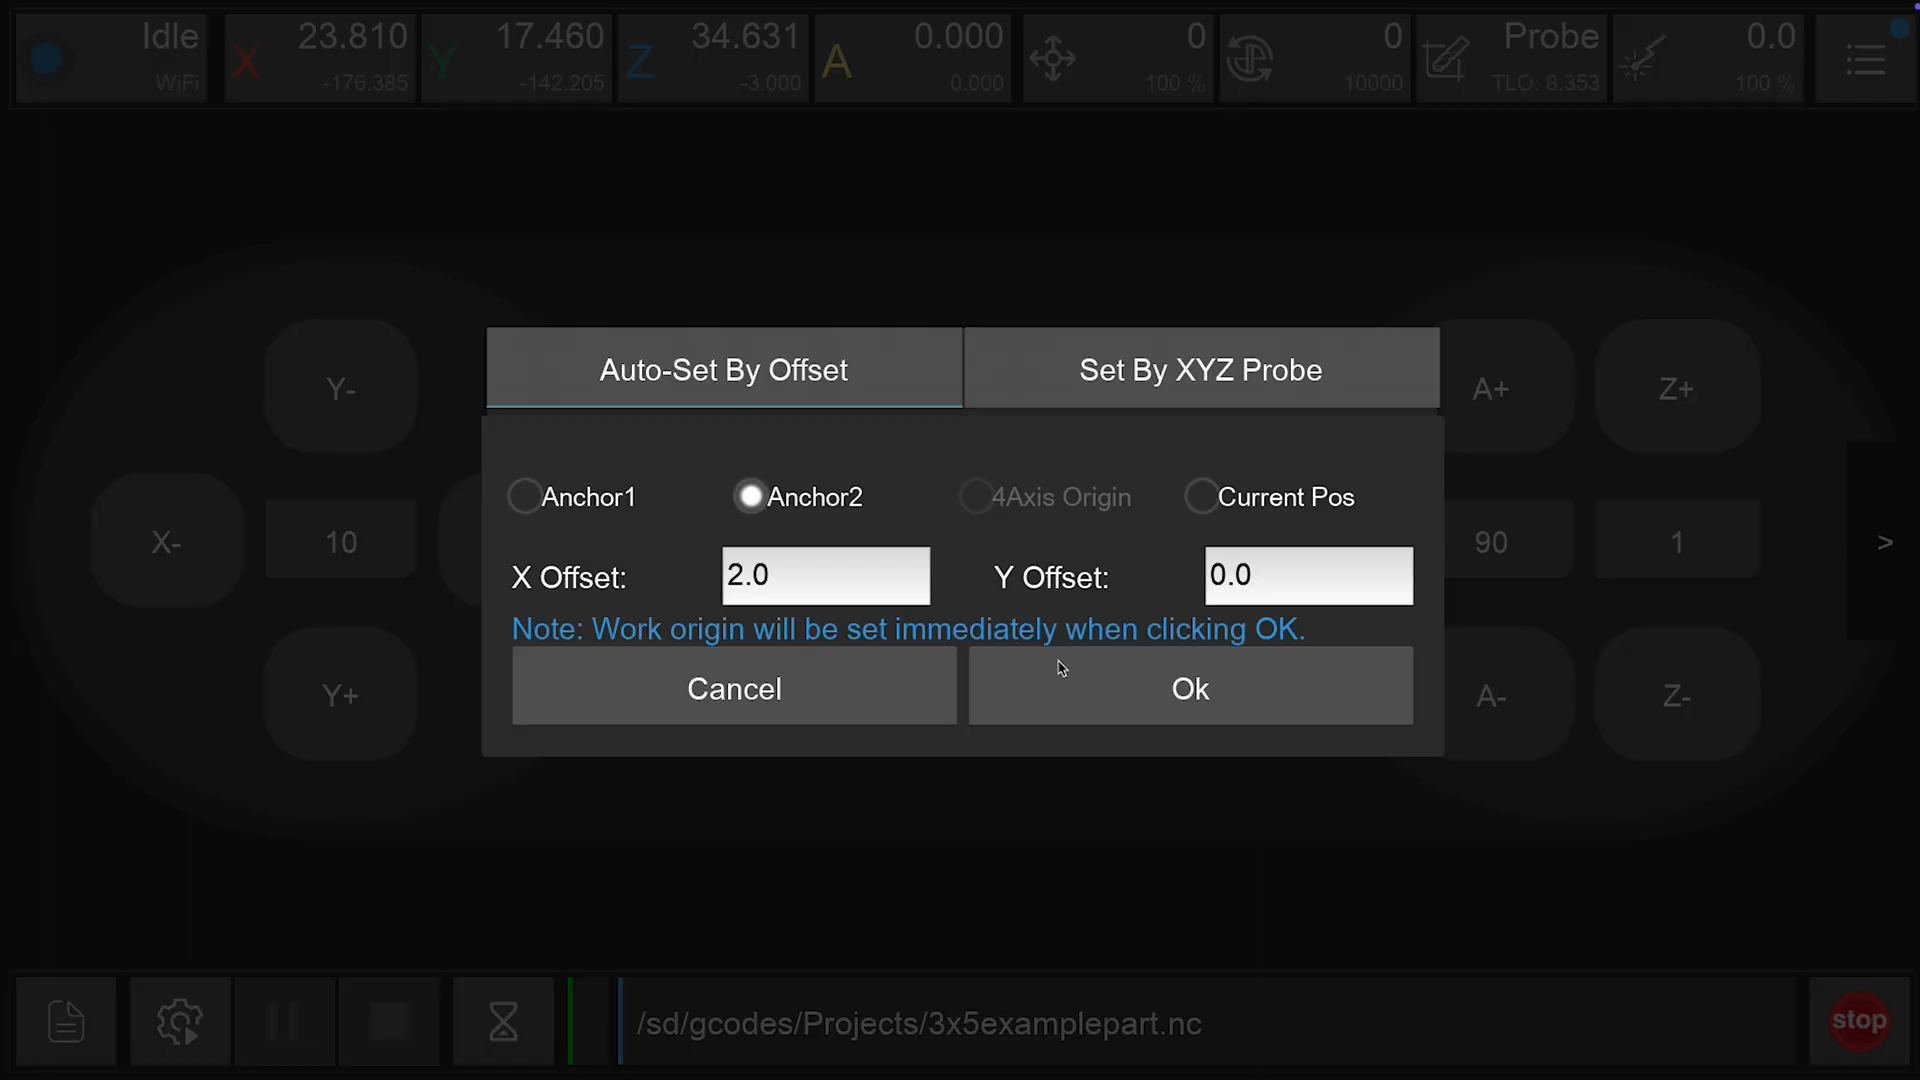 Idle
WiFi
X
23.810
-176.385
Y
17.460
-142.205
Z
34.631
-3.000
A
0.000
0.000
0
100 %
0
10000
Probe
TLO: 8.353
0.0
100 %
Auto-Set By Offset
Set By XYZ Probe
Y-
A+
Z+
Anchor1
Anchor2
4Axis Origin
Current Pos
X-
10
90
1
>
X Offset:
2.0
Y Offset:
0.0
Note: Work origin will be set immediately when clicking OK.
Cancel
Ok
Y+
A-
Z-
/sd/gcodes/Projects/3x5examplepart.nc
stop